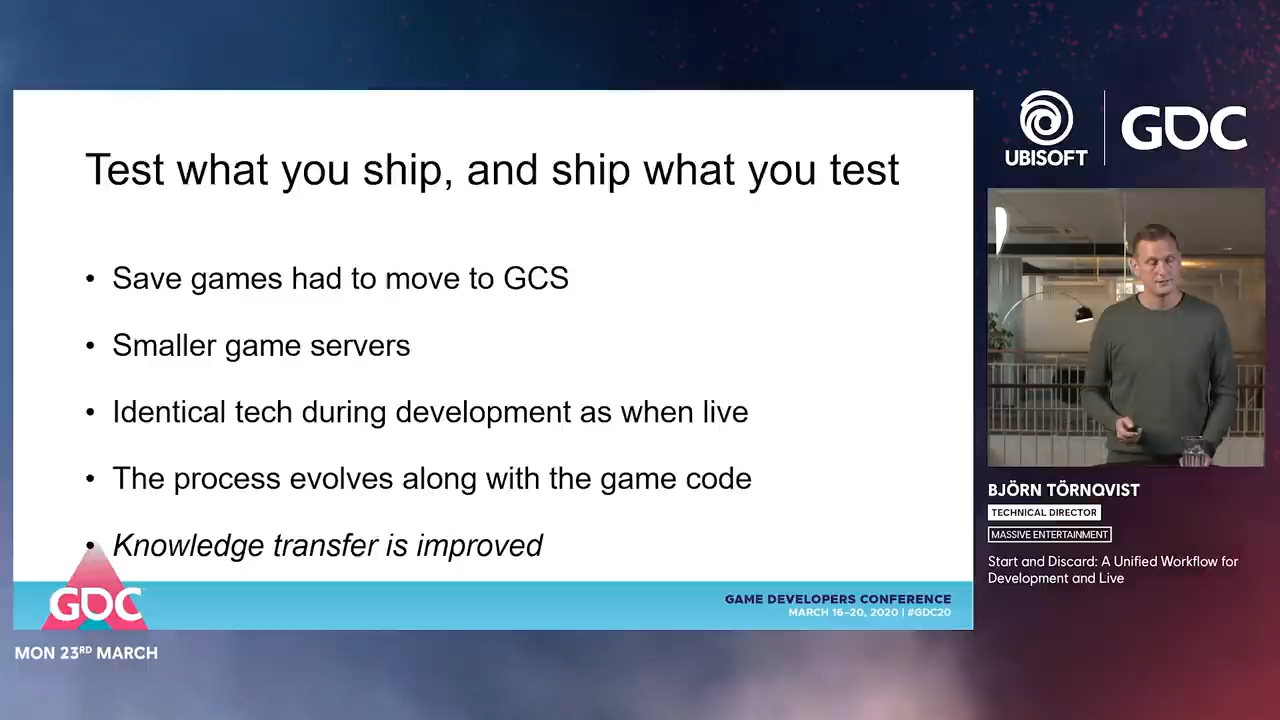 Test what you ship, and ship what you test
• Save games had to move to GCS
• Smaller game servers
• Identical tech during development as when live
• The process evolves along with the game code
• Knowledge transfer is improved
GDC
GAME DEVELOPERS CONFERENCE
MARCH 16–20, 2020 | #GDC20
MON 23RD MARCH
UBISOFT
GDC
BJÖRN TÖRNQVIST
TECHNICAL DIRECTOR
MASSIVE ENTERTAINMENT
Start and Discard: A Unified Workflow for
Development and Live